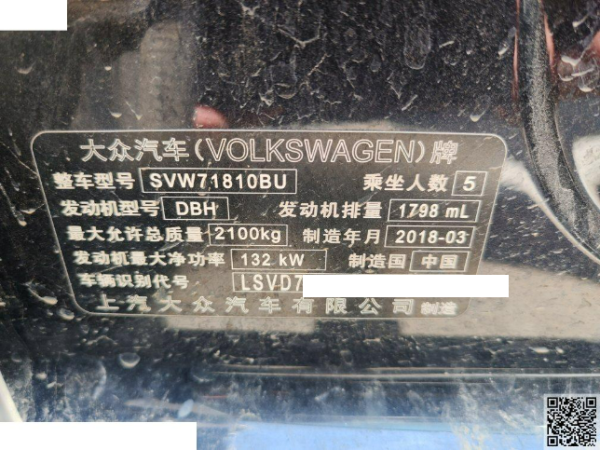 大众汽车(VOLKSWAGEN)牌
整车型号 SVW71810BU 乘坐人数 5
发动机型号 DBH 发动机排量 1798 mL
最大允许总质量 2100kg 制造年月 2018-03
发动机最大净功率 132 kW 制造国 中国
车辆识别代号 LSVD7
上汽大众汽车有限公司 制造